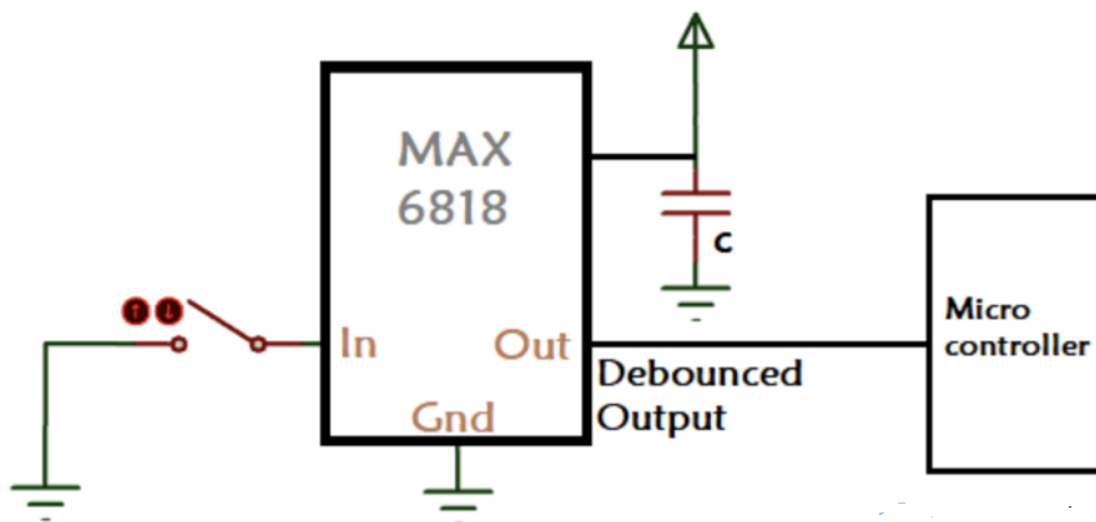 MAX
6818
C
In
Out
Gnd
Debounced
Output
Micro
controller